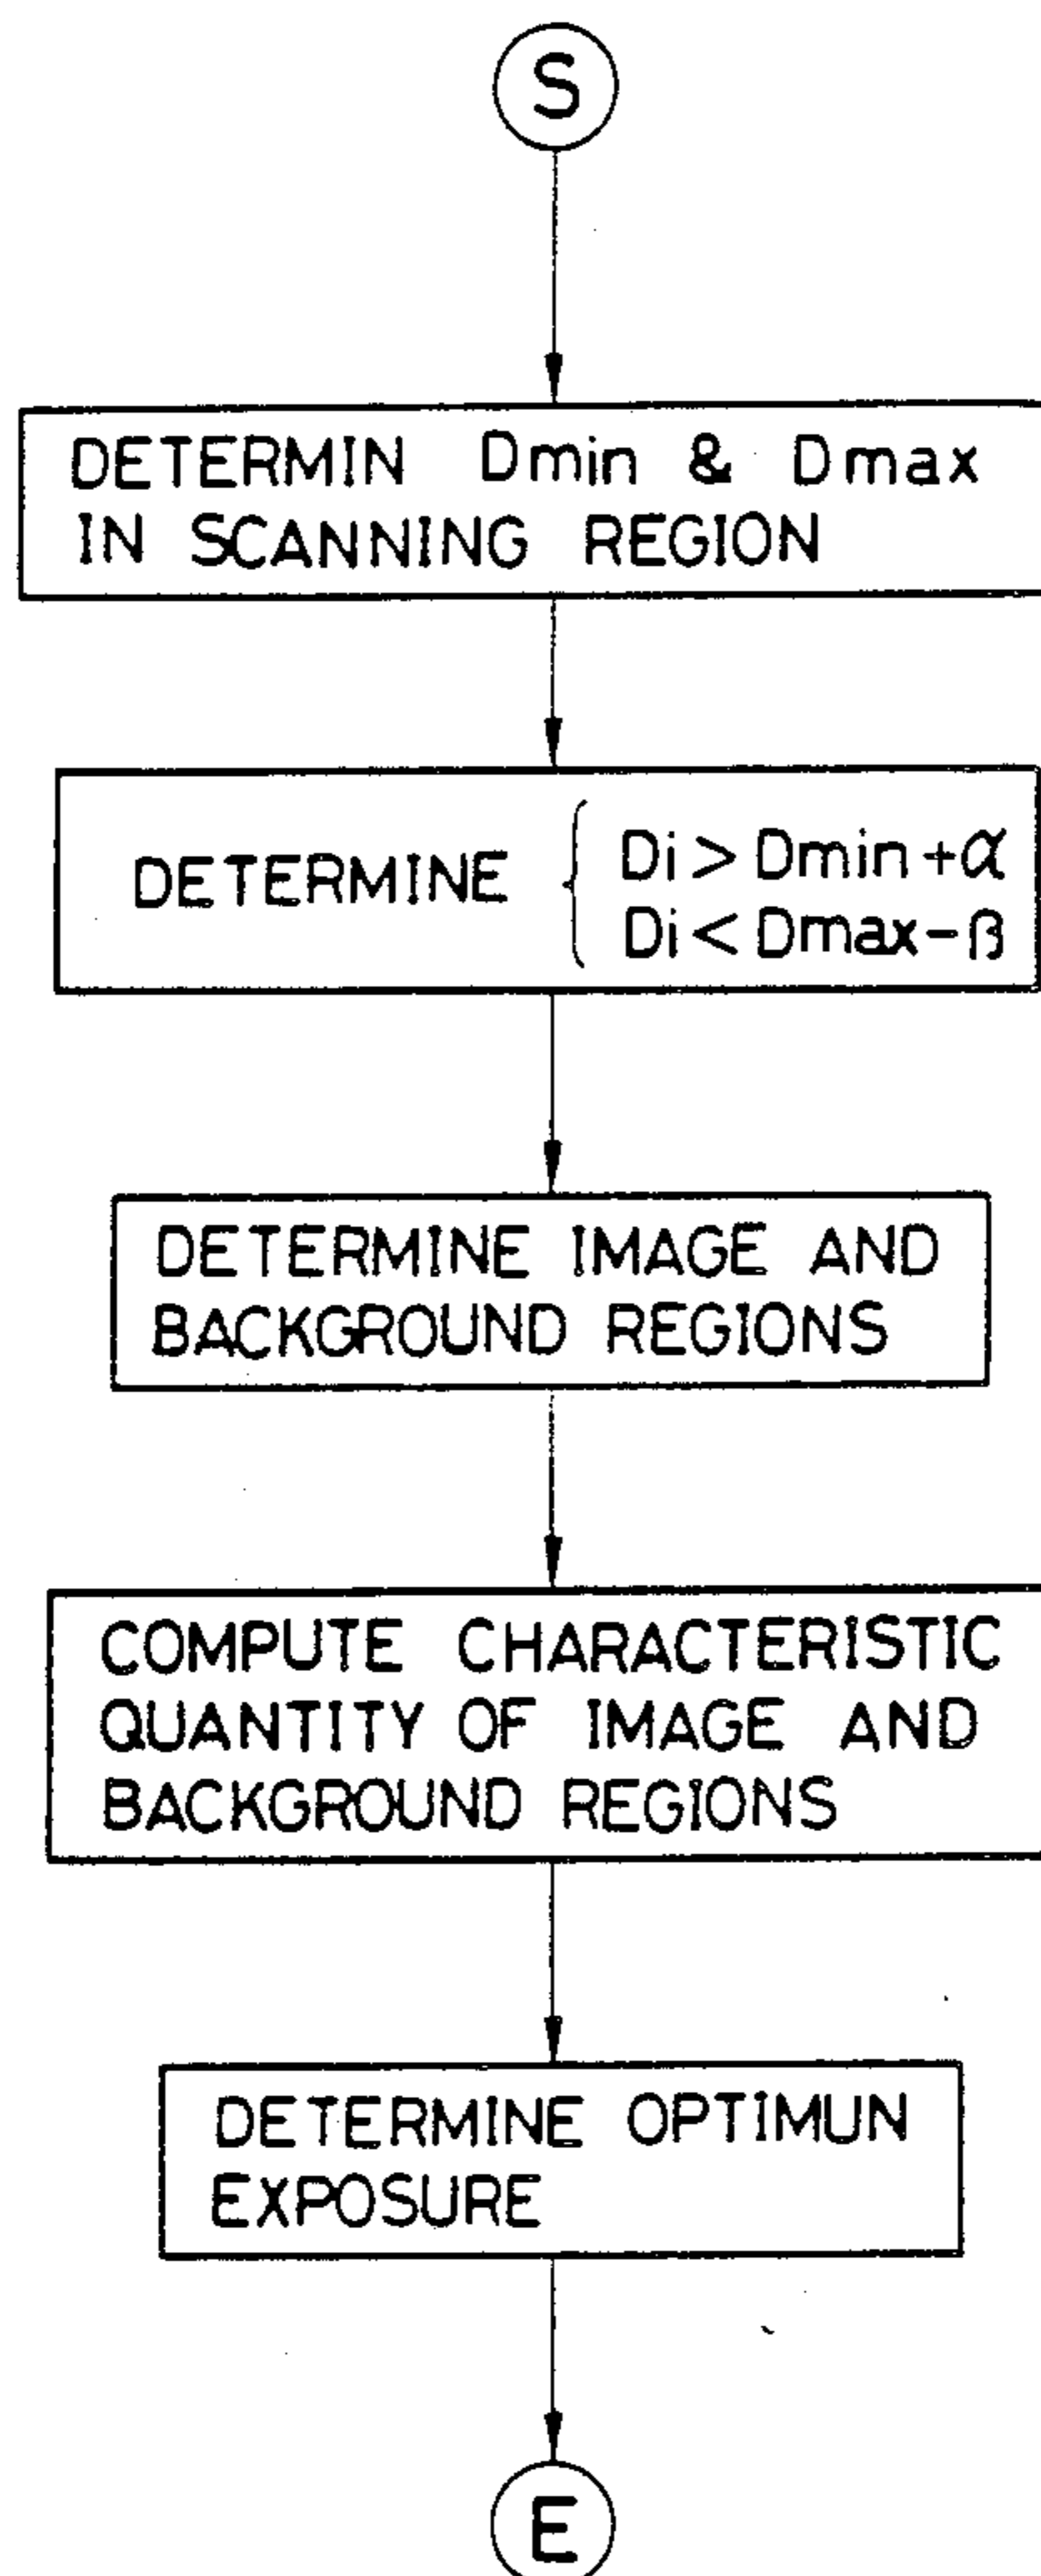 S
DETERMIN Dmin & Dmax
IN SCANNING REGION
DETERMINE { Di > Dmin + α
Di < Dmax - β
DETERMINE IMAGE AND
BACKGROUND REGIONS
COMPUTE CHARACTERISTIC
QUANTITY OF IMAGE AND
BACKGROUND REGIONS
DETERMINE OPTIMUN
EXPOSURE
E